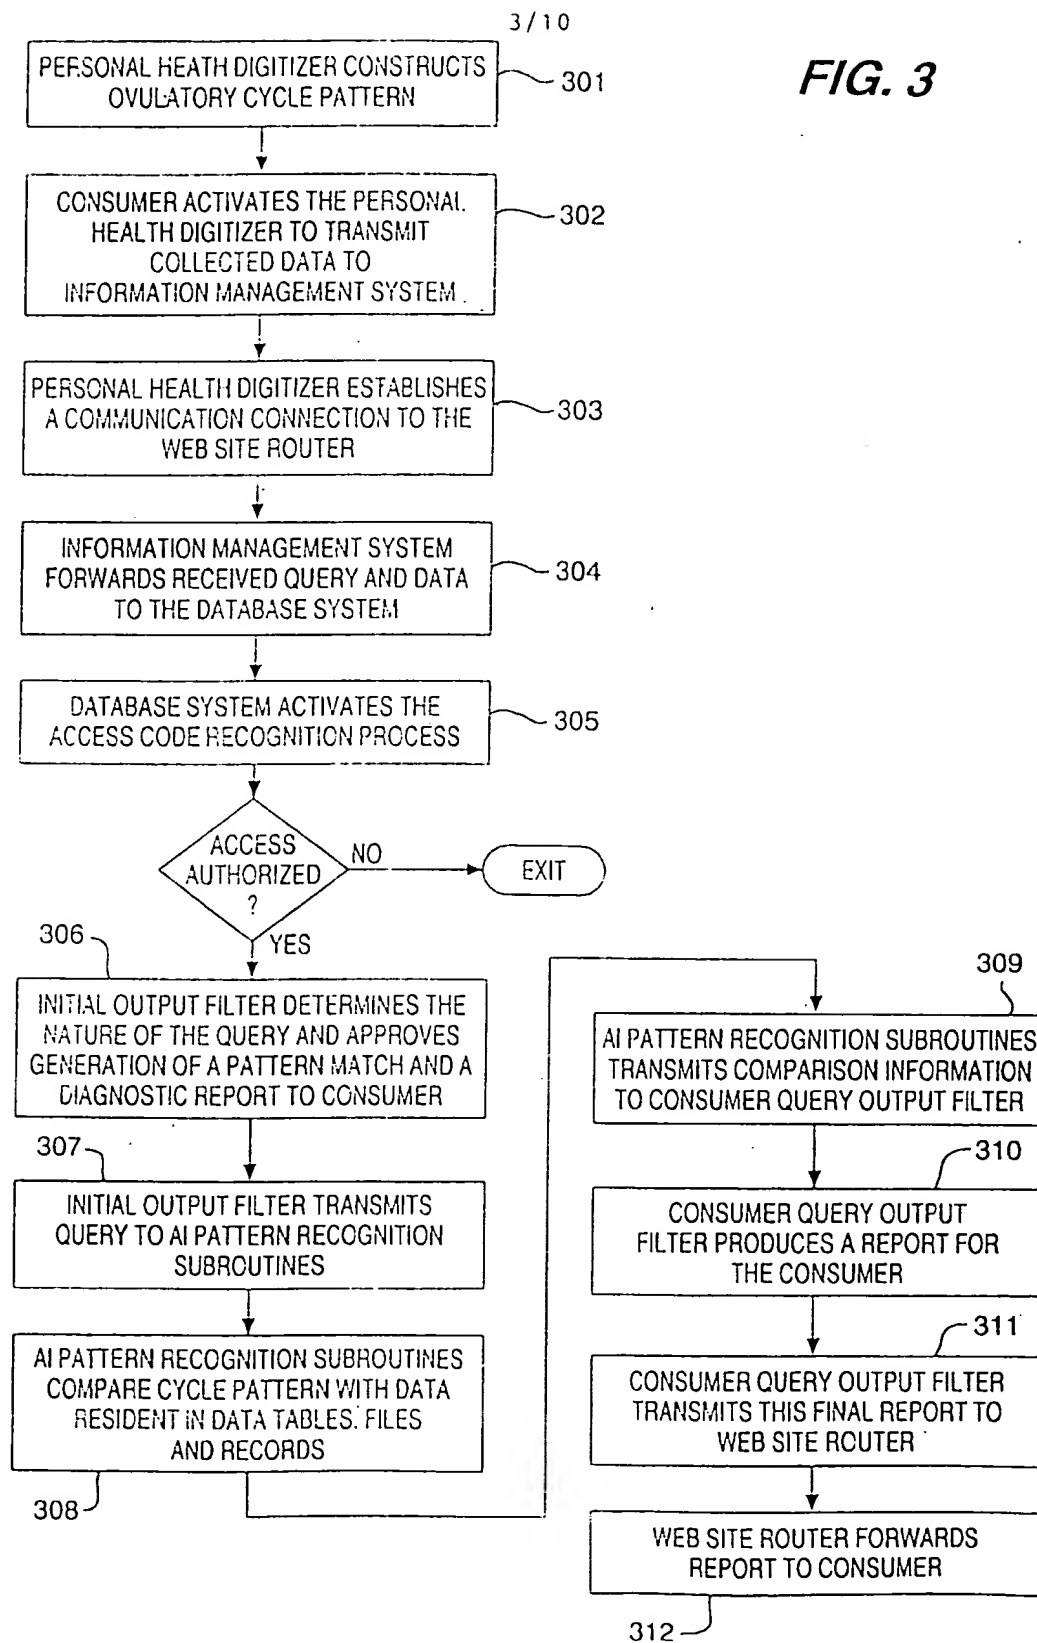 3/10
FIG. 3
PERSONAL HEATH DIGITIZER CONSTRUCTS
OVULATORY CYCLE PATTERN
301
CONSUMER ACTIVATES THE PERSONAL
HEALTH DIGITIZER TO TRANSMIT
COLLECTED DATA TO
INFORMATION MANAGEMENT SYSTEM
302
PERSONAL HEALTH DIGITIZER ESTABLISHES
A COMMUNICATION CONNECTION TO THE
WEB SITE ROUTER
303
INFORMATION MANAGEMENT SYSTEM
FORWARDS RECEIVED QUERY AND DATA
TO THE DATABASE SYSTEM
304
DATABASE SYSTEM ACTIVATES THE
ACCESS CODE RECOGNITION PROCESS
305
ACCESS
AUTHORIZED
?
NO
EXIT
YES
306
INITIAL OUTPUT FILTER DETERMINES THE
NATURE OF THE QUERY AND APPROVES
GENERATION OF A PATTERN MATCH AND A
DIAGNOSTIC REPORT TO CONSUMER
307
INITIAL OUTPUT FILTER TRANSMITS
QUERY TO AI PATTERN RECOGNITION
SUBROUTINES
AI PATTERN RECOGNITION SUBROUTINES
COMPARE CYCLE PATTERN WITH DATA
RESIDENT IN DATA TABLES. FILES
AND RECORDS
308
309
AI PATTERN RECOGNITION SUBROUTINES
TRANSMITS COMPARISON INFORMATION
TO CONSUMER QUERY OUTPUT FILTER
310
CONSUMER QUERY OUTPUT
FILTER PRODUCES A REPORT FOR
THE CONSUMER
311
CONSUMER QUERY OUTPUT FILTER
TRANSMITS THIS FINAL REPORT TO
WEB SITE ROUTER
WEB SITE ROUTER FORWARDS
REPORT TO CONSUMER
312